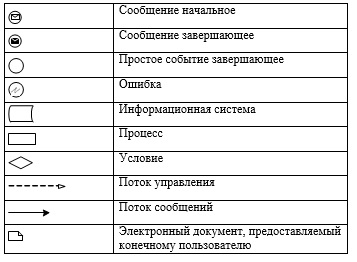 Сообщение начальное
Сообщение завершающее
Простое событие завершающее
Ошибка
Информационная система
Процесс
Условие
Поток управления
Поток сообщений
Электронный документ, предоставляемый
конечному пользователю